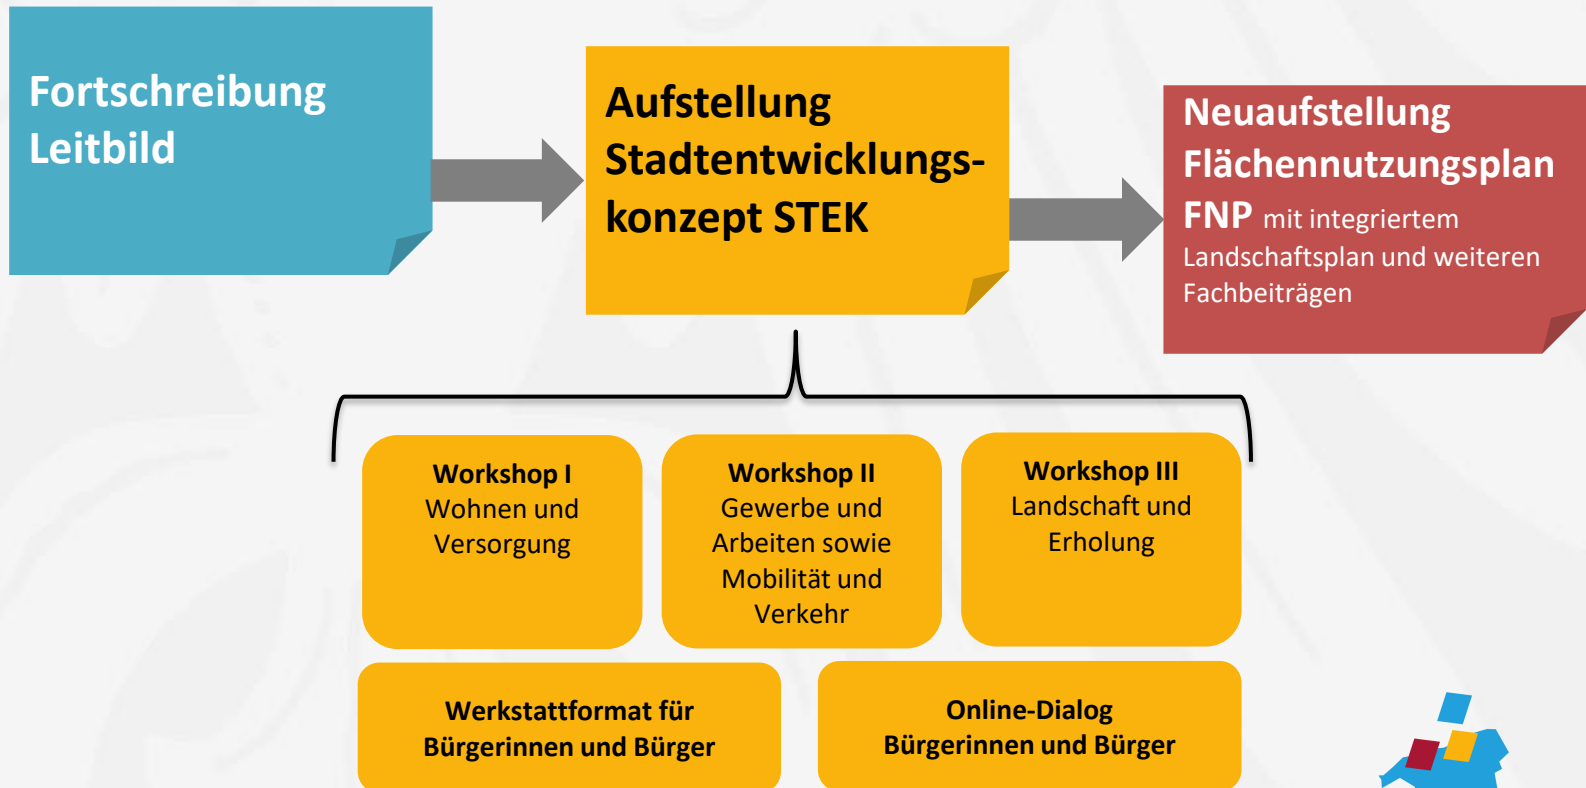 Fortschreibung
Leitbild
Aufstellung
Stadtentwicklungs-
konzept STEK
Neuaufstellung
Flächennutzungsplan
FNP mit integriertem
Landschaftsplan und weiteren
Fachbeiträgen
Workshop I
Wohnen und
Versorgung
Workshop II
Gewerbe und
Arbeiten sowie
Mobilität und
Verkehr
Workshop III
Landschaft und
Erholung
Werkstattformat für
Bürgerinnen und Bürger
Online-Dialog
Bürgerinnen und Bürger